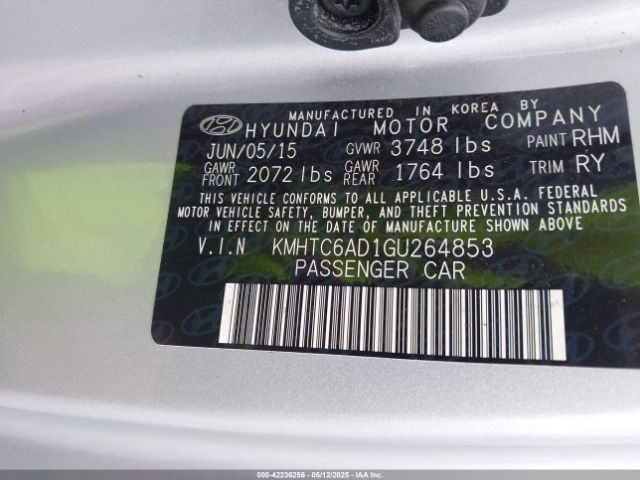 MANUFACTURED IN KOREA BY
HYUNDAI MOTOR COMPANY
JUN/05/15 GVWR 3748 lbs PAINT RHM
GAWR FRONT 2072 lbs GAWR REAR 1764 lbs TRIM RY
THIS VEHICLE CONFORMS TO ALL APPLICABLE U.S.A. FEDERAL
MOTOR VEHICLE SAFETY, BUMPER, AND THEFT PREVENTION STANDARDS
IN EFFECT ON THE DATE OF MANUFACTURE SHOWN ABOVE
V.I.N KMHTC6AD1GU264853
PASSENGER CAR
000-42236256 - 05/12/2025 - IAA Inc.